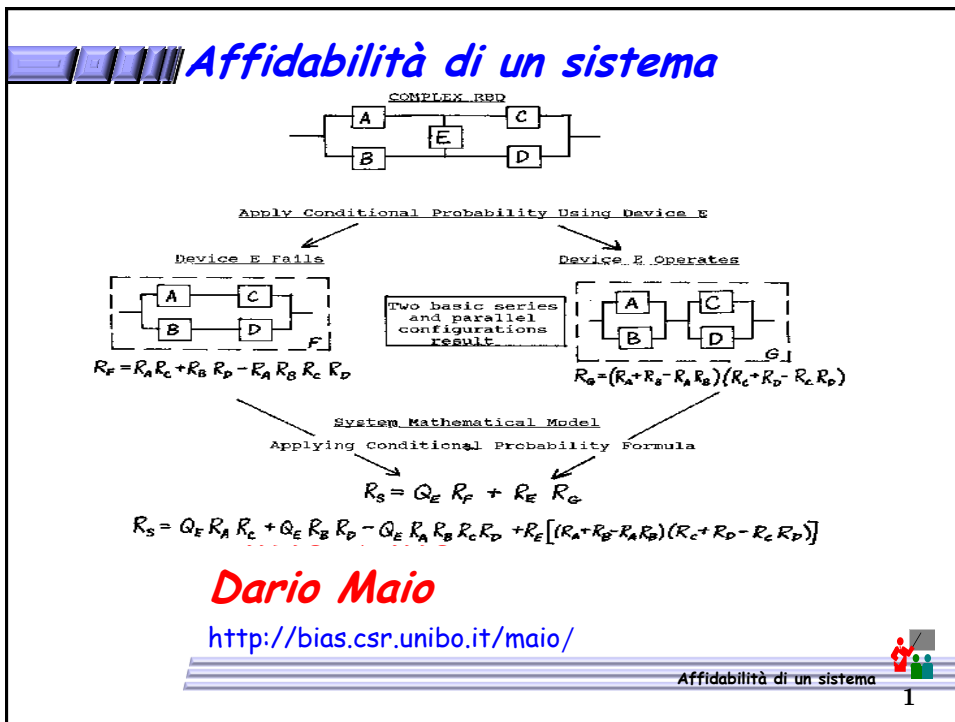 Affidabilità di un sistema
COMPLEX RBD
A C
E
B D
Apply Conditional Probability Using Device E
Device E Fails Device E Operates
A C
B D
F
Two basic series
and parallel
configurations
result
A C
B D
G
R_F = R_A R_C + R_B R_D - R_A R_B R_C R_D
R_G = (R_A + R_B - R_A R_B) (R_C + R_D - R_C R_D)
System Mathematical Model
Applying Conditional Probability Formula
R_S = Q_E R_F + R_E R_G
R_S = Q_E R_A R_C + Q_E R_B R_D - Q_E R_A R_B R_C R_D + R_E [(R_A + R_B - R_A R_B) (R_C + R_D - R_C R_D)]
Dario Maio
http://bias.csr.unibo.it/maio/
Affidabilità di un sistema
1